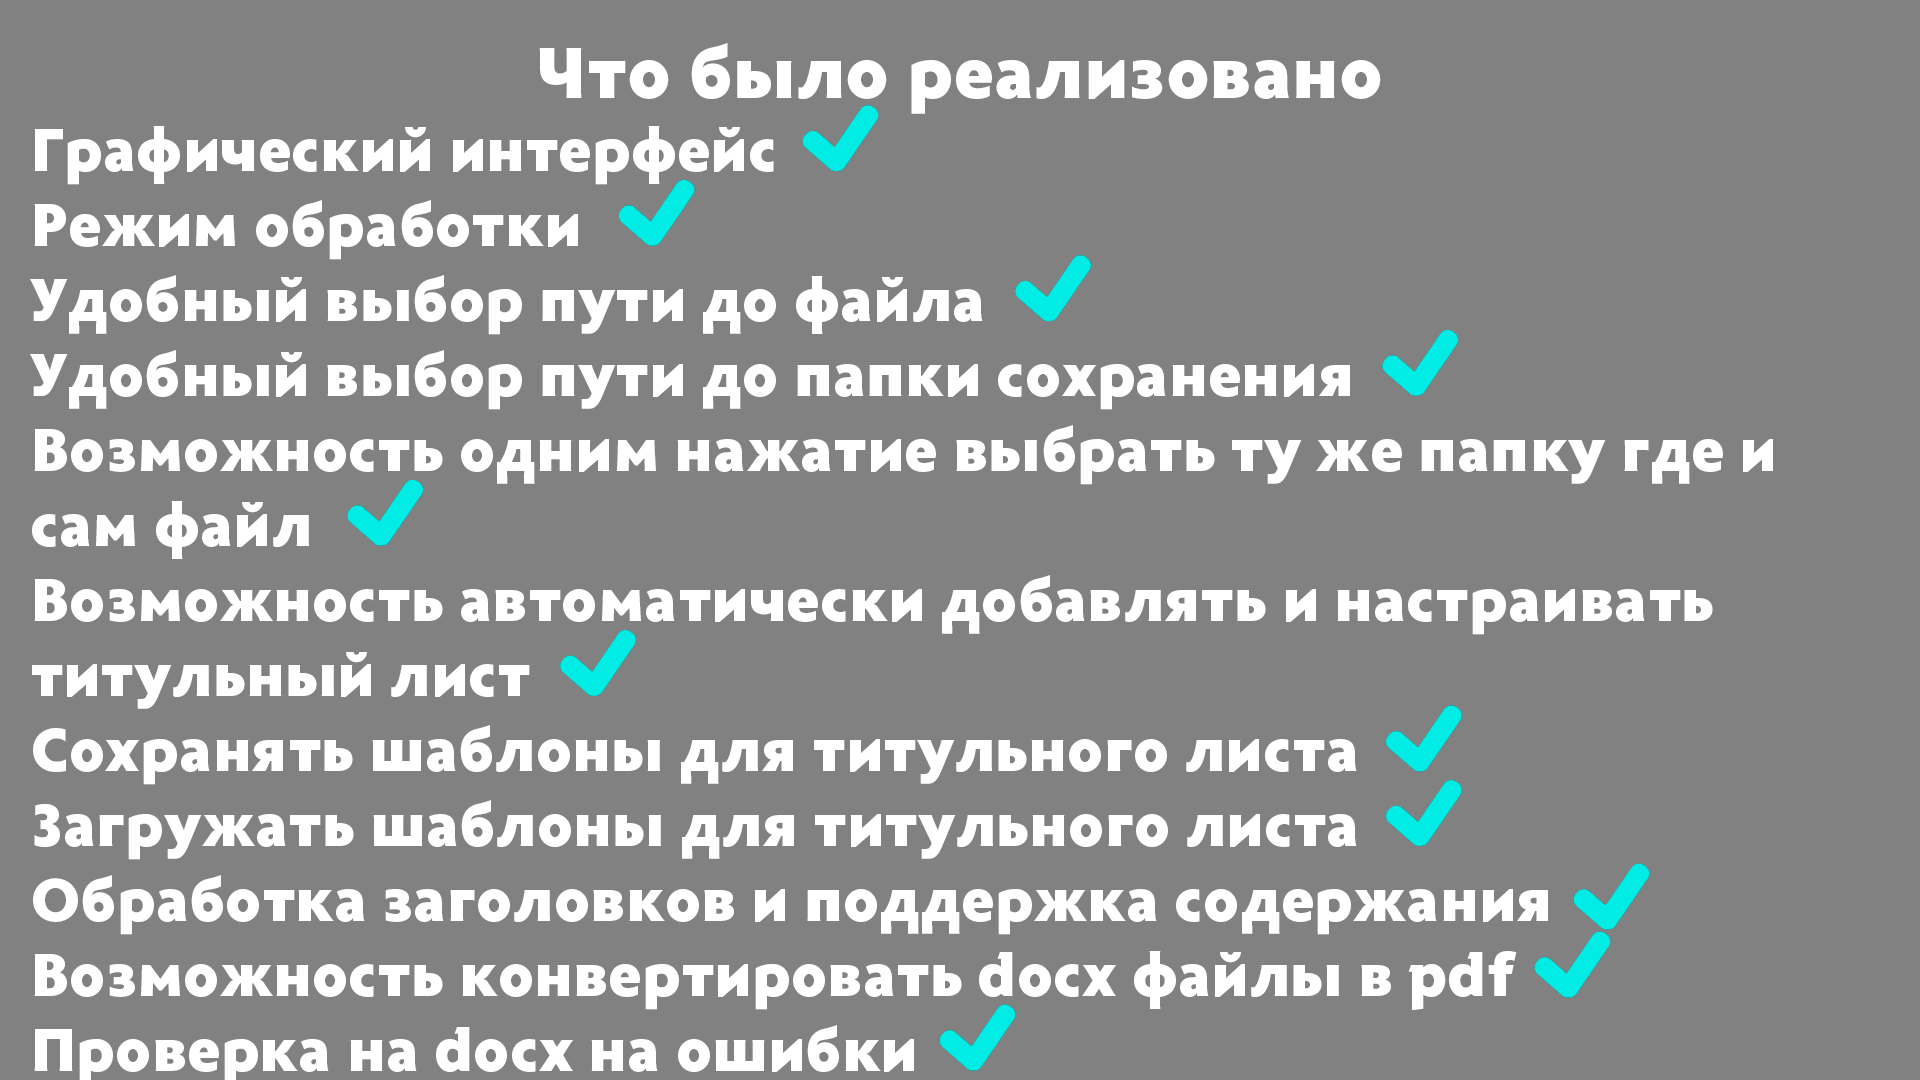 Что было реализовано
Графический интерфейс
Режим обработки
Удобный выбор пути до файла
Удобный выбор пути до папки сохранения
Возможность одним нажатие выбрать ту же папку где и
сам файл
Возможность автоматически добавлять и настраивать
титульный лист
Сохранять шаблоны для титульного листа
Загружать шаблоны для титульного листа
Обработка заголовков и поддержка содержания
Возможность конвертировать docx файлы в pdf
Проверка на docx на ошибки